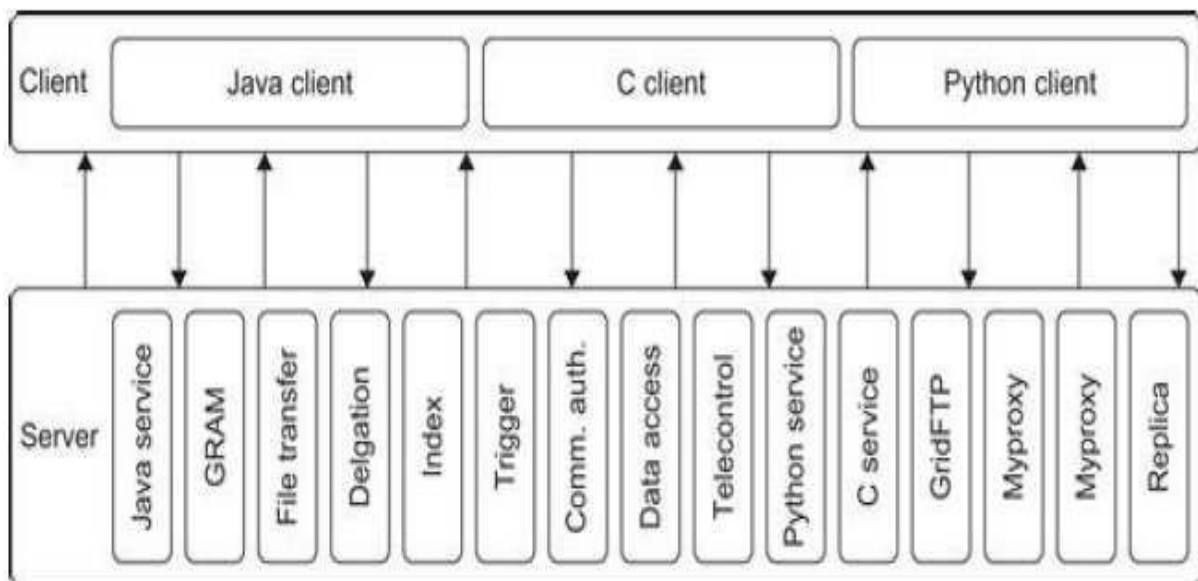 Client
Java client
C client
Python client
Server
Java service
GRAM
File transfer
Delgation
Index
Trigger
Comm. auth.
Data access
Telecontrol
Python service
C service
GridFTP
Myproxy
Myproxy
Replica